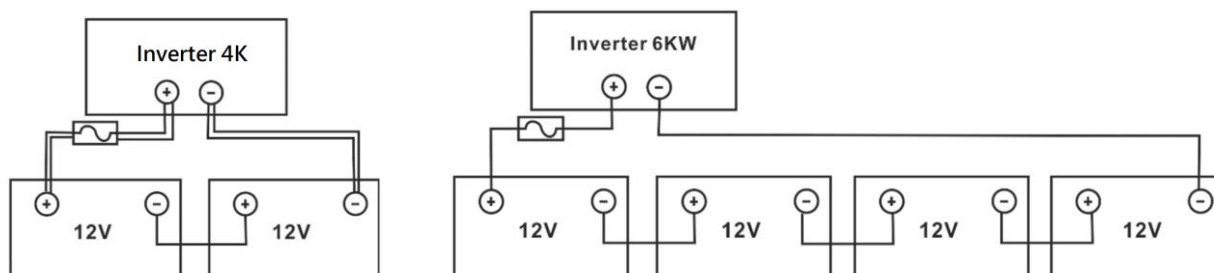 Inverter 4K
+ −
+ − + −
12V 12V
Inverter 6KW
+ −
+ − + − + − + −
12V 12V 12V 12V